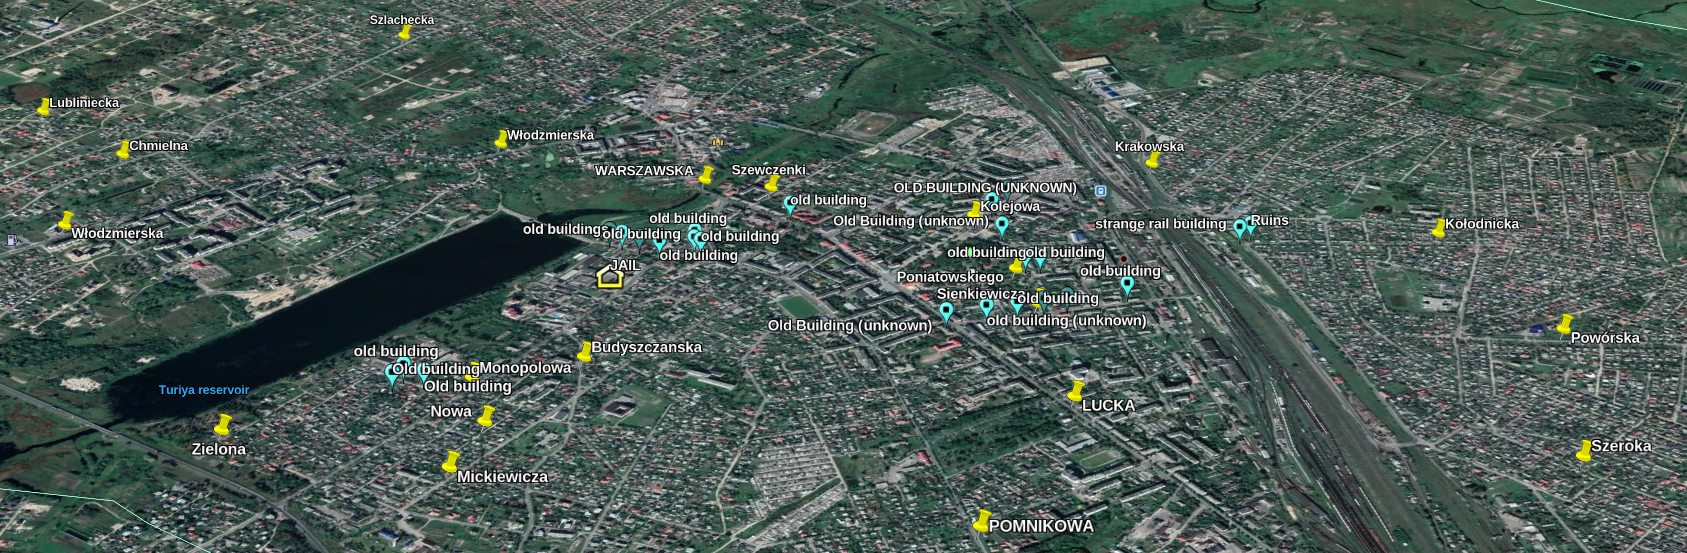 Szlachecka
Lubliniecka
Włodzmierska
Chmielna
Krakowska
WARSZAWSKA
Szewczenki
OLD BUILDING (UNKNOWN)
old building
Kolejowa
old building
Old Building (unknown)
strange rail building
Ruins
Kołodnicka
old buildings
old building
old building
Włodzmierska
old building
old building
old building
JAIL
old building
Poniatowskiego
Sienkiewicz
old building
old building (unknown)
Old Building (unknown)
Powórska
Budyszczanska
old building
Old building
Monopolowa
Old building
Turiya reservoir
LUCKA
Nowa
Zielona
Szeroka
Mickiewicza
POMNIKOWA